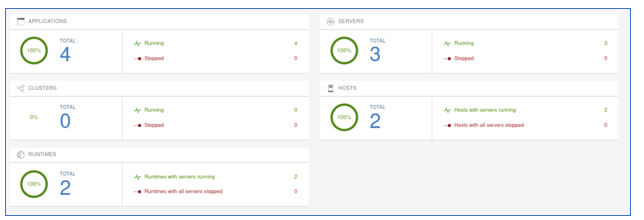 APPLICATIONS
100%
TOTAL
4
Running 4
Stopped 0
SERVERS
100%
TOTAL
3
Running 3
Stopped 0
CLUSTERS
0%
TOTAL
0
Running 0
Stopped 0
HOSTS
100%
TOTAL
2
Hosts with servers running 2
Hosts with all servers stopped 0
RUNTIMES
100%
TOTAL
2
Runtimes with servers running 2
Runtimes with all servers stopped 0